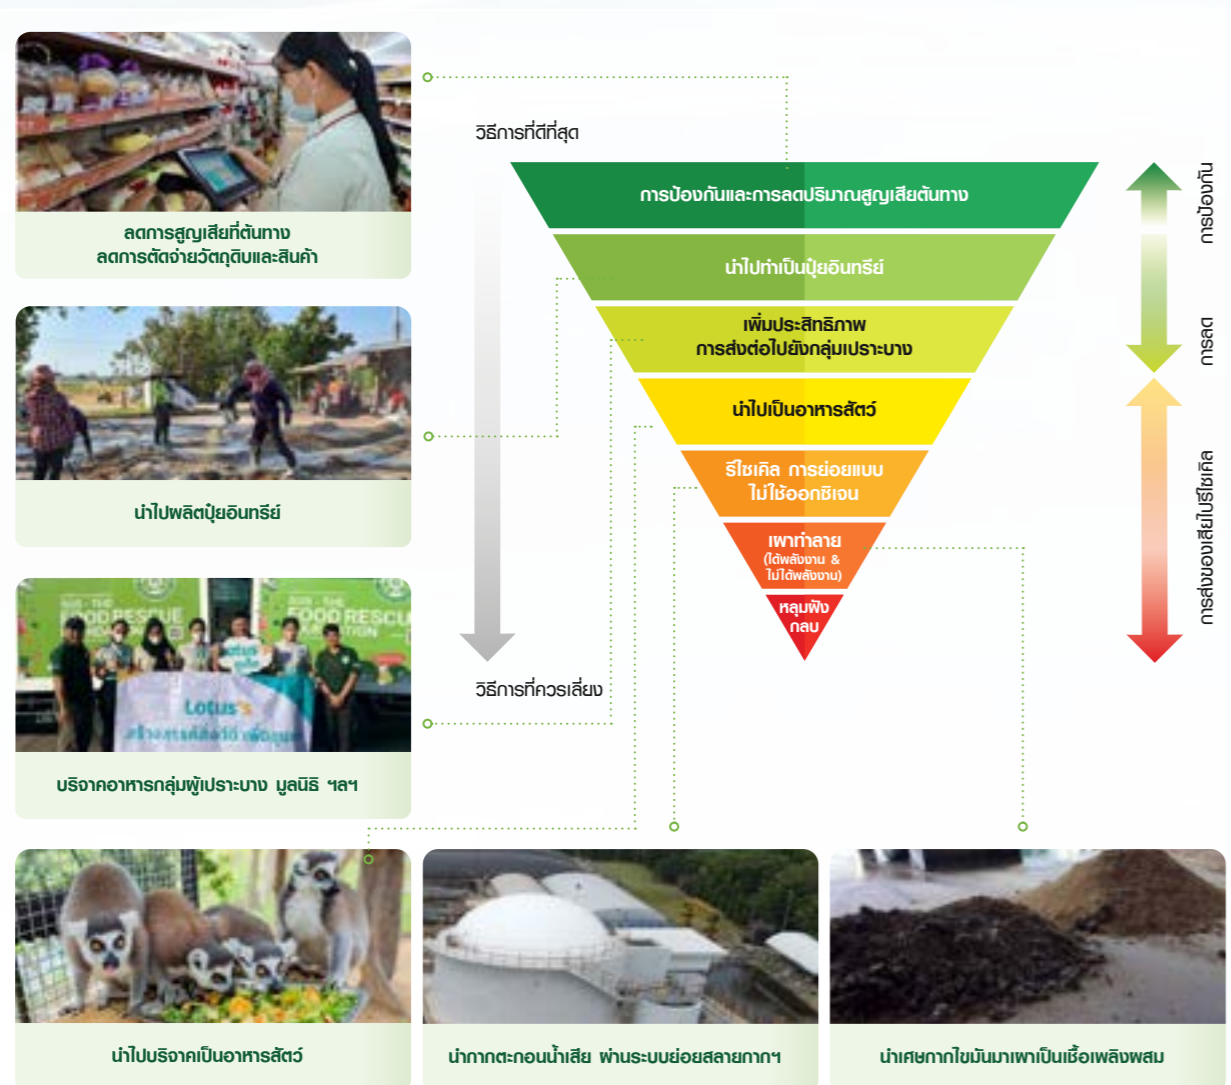 วิธีการที่ดีที่สุด
การป้องกันและการลดปริมาณสูญเสียต้นทาง
นำไปทำเป็นปุ๋ยอินทรีย์
เพิ่มประสิทธิภาพ
การส่งต่อไปยังกลุ่มเปราะบาง
นำไปเป็นอาหารสัตว์
รีไซเคิล การย่อยแบบ
ไม่ใช้ออกซิเจน
เผาทำลาย
(ได้พลังงาน &
ไม่ได้พลังงาน)
หลุมฝัง
กลบ
วิธีการที่ควรเลี่ยง
การป้องกัน
การลด
การส่งของเสียไปรีไซเคิล
ลดการสูญเสียที่ต้นทาง
ลดการตัดจ่ายวัตถุดิบและสินค้า
นำไปผลิตปุ๋ยอินทรีย์
THE
FOOD RESCUE
FOOD RESCU
Lotus's
บริจาคอาหารกลุ่มผู้เปราะบาง มูลนิธิ ฯลฯ
นำไปบริจาคเป็นอาหารสัตว์
นำกากตะกอนน้ำเสีย ผ่านระบบย่อยสลายกากฯ
นำเศษกากไขมันมาเผาเป็นเชื้อเพลิงผสม